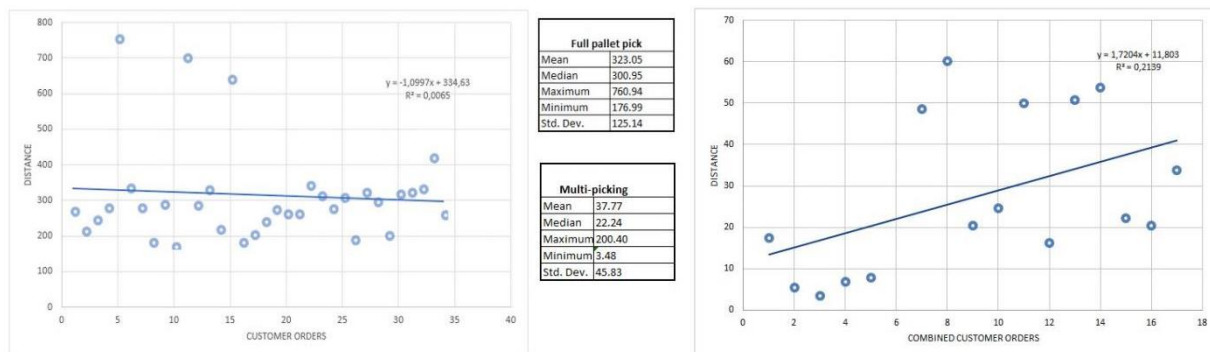 800
700
600
500
400
300
200
100
0
DISTANCE
0 5 10 15 20 25 30 35 40
CUSTOMER ORDERS
y = -1,0997x + 334,63
R² = 0,0065
Full pallet pick
Mean 323.05
Median 300.95
Maximum 760.94
Minimum 176.99
Std. Dev. 125.14
Multi-picking
Mean 37.77
Median 22.24
Maximum 200.40
Minimum 3.48
Std. Dev. 45.83
70
60
50
40
30
20
10
0
DISTANCE
0 2 4 6 8 10 12 14 16 18
COMBINED CUSTOMER ORDERS
y = 1,7204x + 11,803
R² = 0,2139